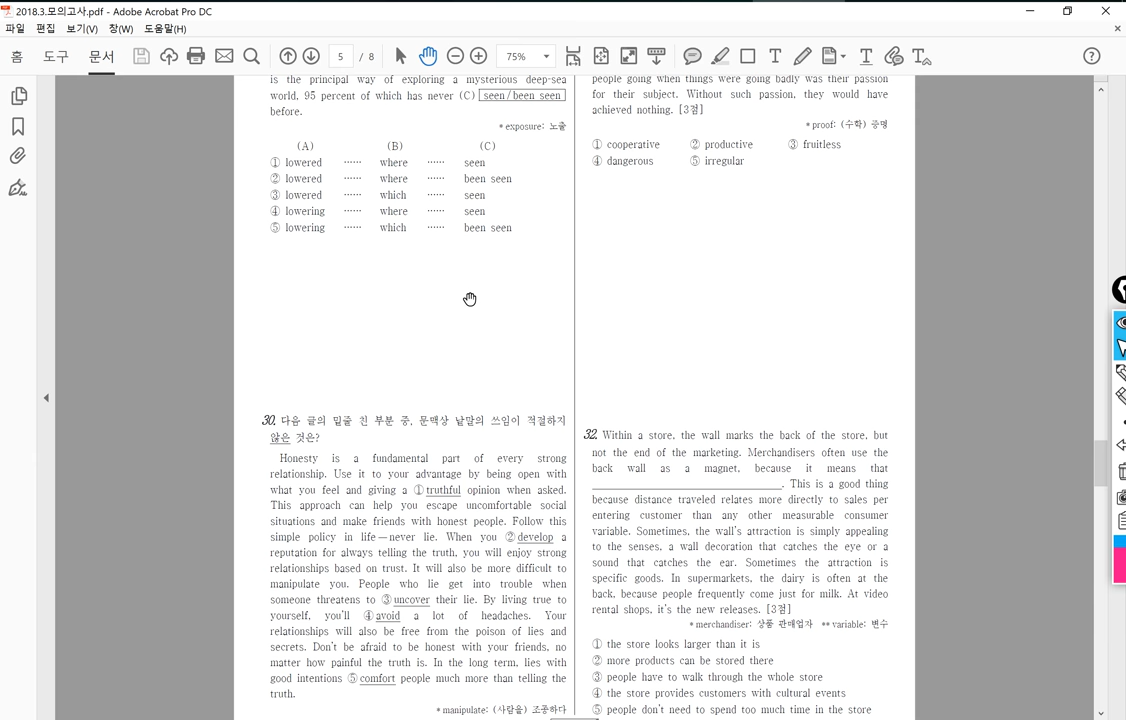 2018.3.모의고사.pdf - Adobe Acrobat Pro DC
파일 편집 보기(V) 창(W) 도움말(H)
홈 도구 문서 5 / 8 75%
is the principal way of exploring a mysterious deep-sea
world, 95 percent of which has never (C) seen / been seen
before.
* exposure: 노출
(A) (B) (C)
① lowered ······ where ······ seen
② lowered ······ where ······ been seen
③ lowered ······ which ······ seen
④ lowering ······ where ······ seen
⑤ lowering ······ which ······ been seen
30. 다음 글의 밑줄 친 부분 중, 문맥상 낱말의 쓰임이 적절하지
않은 것은?
Honesty is a fundamental part of every strong
relationship. Use it to your advantage by being open with
what you feel and giving a ① truthful opinion when asked.
This approach can help you escape uncomfortable social
situations and make friends with honest people. Follow this
simple policy in life — never lie. When you ② develop a
reputation for always telling the truth, you will enjoy strong
relationships based on trust. It will also be more difficult to
manipulate you. People who lie get into trouble when
someone threatens to ③ uncover their lie. By living true to
yourself, you'll ④ avoid a lot of headaches. Your
relationships will also be free from the poison of lies and
secrets. Don't be afraid to be honest with your friends, no
matter how painful the truth is. In the long term, lies with
good intentions ⑤ comfort people much more than telling the
truth.
* manipulate: (사람을) 조종하다
people going when things were going badly was their passion
for their subject. Without such passion, they would have
achieved nothing. [3점]
* proof: (수학) 증명
① cooperative ② productive ③ fruitless
④ dangerous ⑤ irregular
32. Within a store, the wall marks the back of the store, but
not the end of the marketing. Merchandisers often use the
back wall as a magnet, because it means that
____________________. This is a good thing
because distance traveled relates more directly to sales per
entering customer than any other measurable consumer
variable. Sometimes, the wall's attraction is simply appealing
to the senses, a wall decoration that catches the eye or a
sound that catches the ear. Sometimes the attraction is
specific goods. In supermarkets, the dairy is often at the
back, because people frequently come just for milk. At video
rental shops, it's the new releases. [3점]
* merchandiser: 상품 판매업자 ** variable: 변수
① the store looks larger than it is
② more products can be stored there
③ people have to walk through the whole store
④ the store provides customers with cultural events
⑤ people don't need to spend too much time in the store